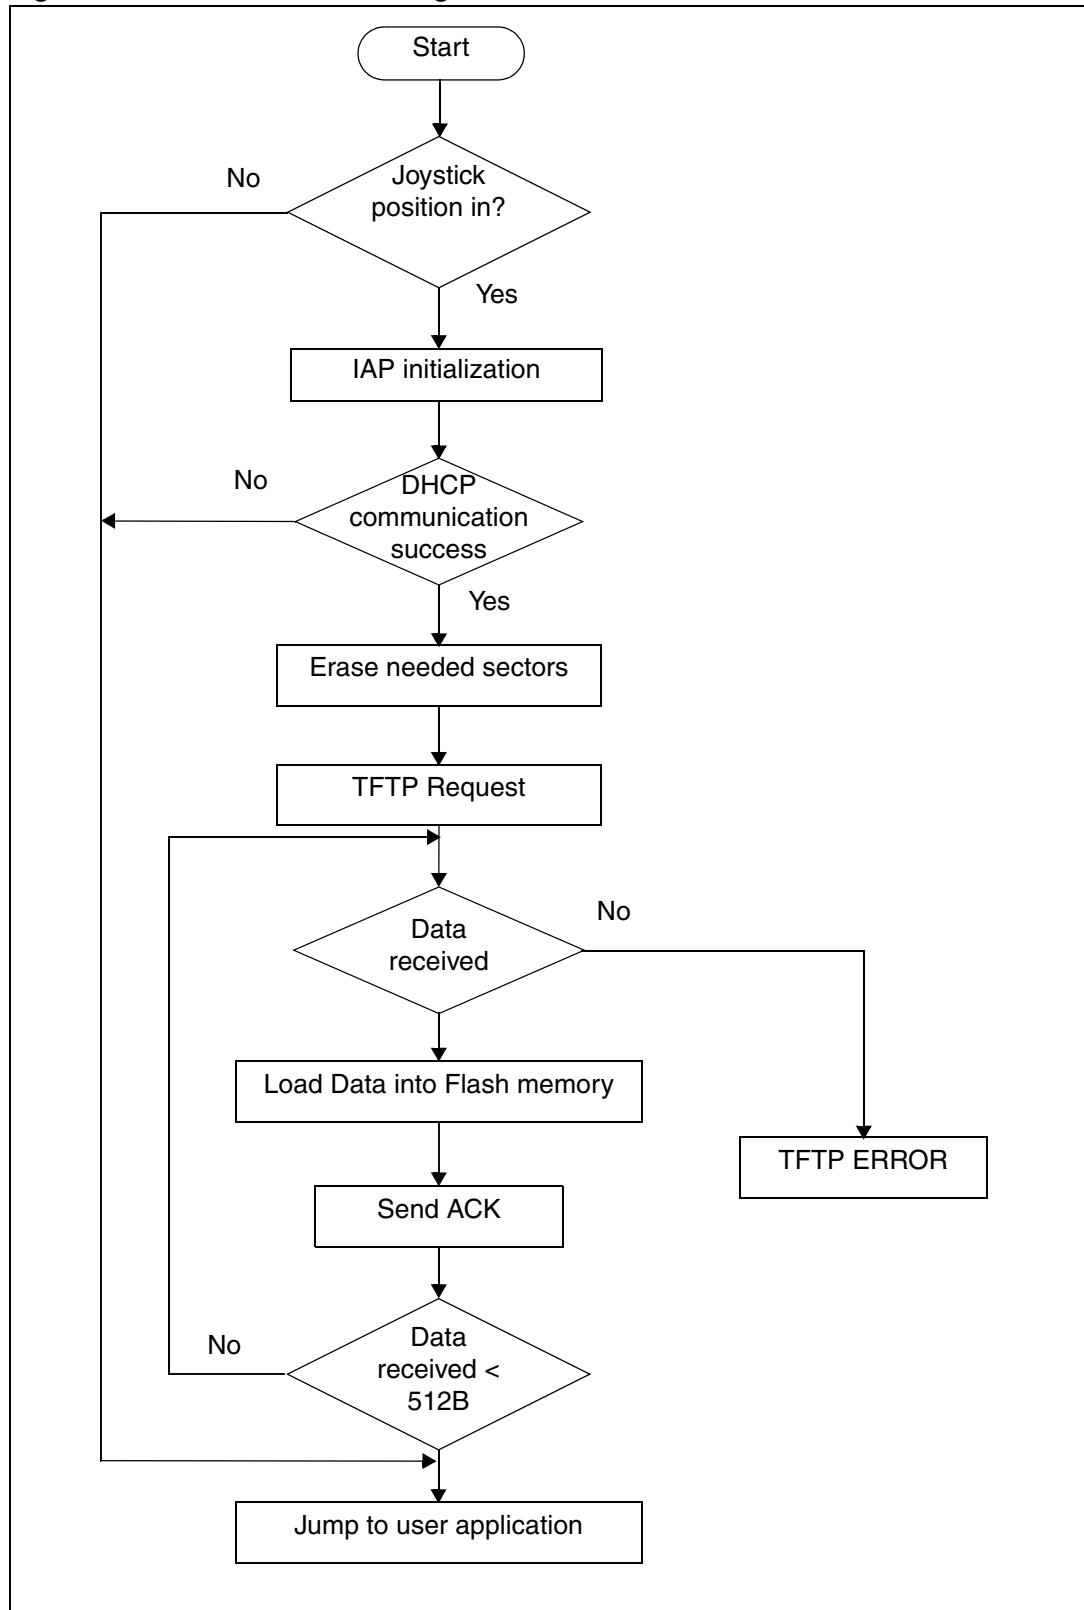 Start
No
Joystick
position in?
Yes
IAP initialization
No
DHCP
communication
success
Yes
Erase needed sectors
TFTP Request
No
Data
received
Load Data into Flash memory
TFTP ERROR
Send ACK
No
Data
received <
512B
Jump to user application